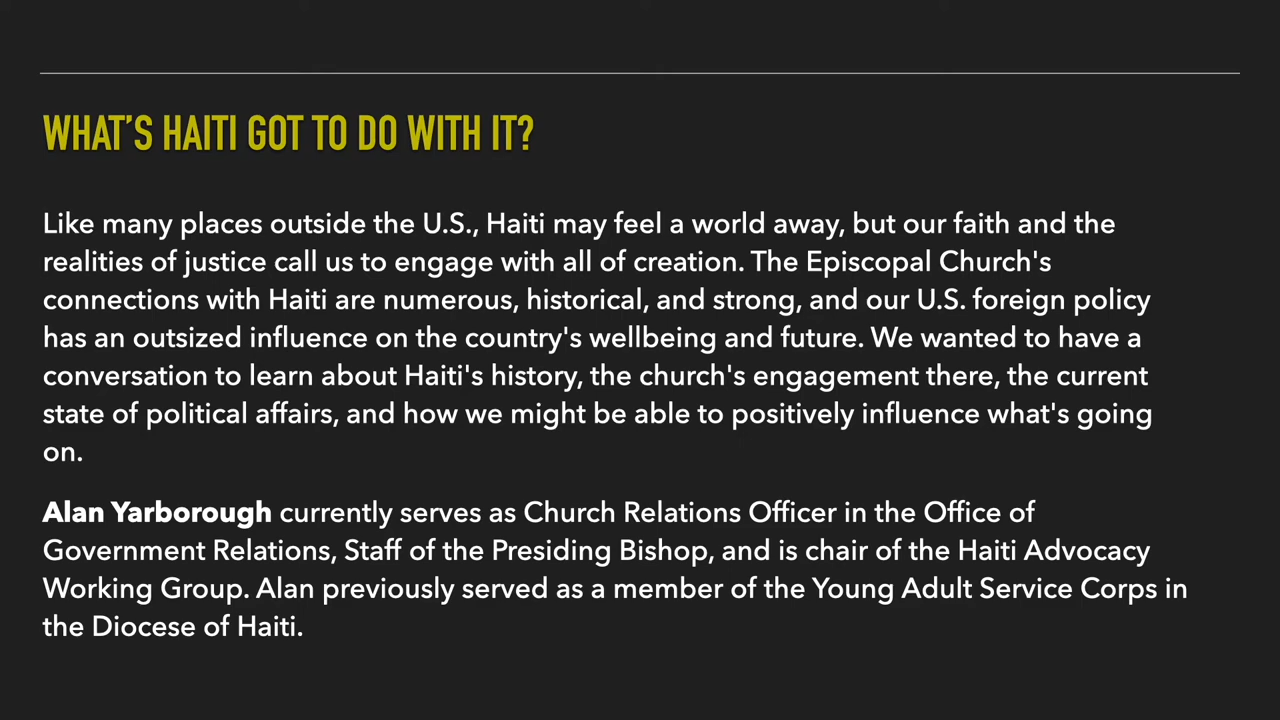 WHAT’S HAITI GOT TO DO WITH IT?
Like many places outside the U.S., Haiti may feel a world away, but our faith and the
realities of justice call us to engage with all of creation. The Episcopal Church's
connections with Haiti are numerous, historical, and strong, and our U.S. foreign policy
has an outsized influence on the country's wellbeing and future. We wanted to have a
conversation to learn about Haiti's history, the church's engagement there, the current
state of political affairs, and how we might be able to positively influence what's going
on.
Alan Yarborough currently serves as Church Relations Officer in the Office of
Government Relations, Staff of the Presiding Bishop, and is chair of the Haiti Advocacy
Working Group. Alan previously served as a member of the Young Adult Service Corps in
the Diocese of Haiti.